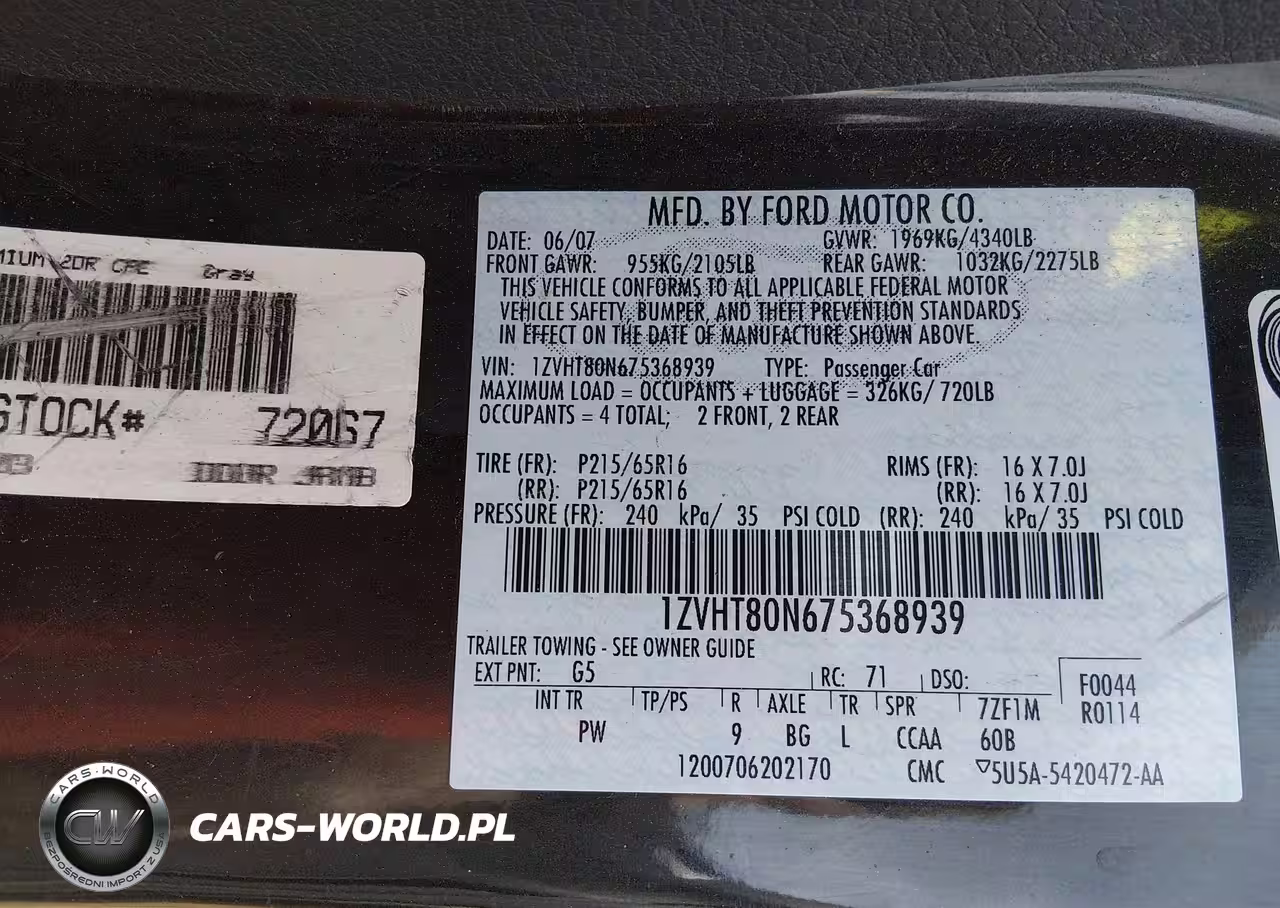 MIUM 2DR CPE Gray
STOCK# 72067
DOOR JAMB
MFD. BY FORD MOTOR CO.
DATE: 06/07 GVWR: 1969KG/4340LB
FRONT GAWR: 955KG/2105LB REAR GAWR: 1032KG/2275LB
THIS VEHICLE CONFORMS TO ALL APPLICABLE FEDERAL MOTOR
VEHICLE SAFETY, BUMPER, AND THEFT PREVENTION STANDARDS
IN EFFECT ON THE DATE OF MANUFACTURE SHOWN ABOVE.
VIN: 1ZVHT80N675368939 TYPE: Passenger Car
MAXIMUM LOAD = OCCUPANTS + LUGGAGE = 326KG/ 720LB
OCCUPANTS = 4 TOTAL; 2 FRONT, 2 REAR
TIRE (FR): P215/65R16 RIMS (FR): 16 X 7.0J
(RR): P215/65R16 (RR): 16 X 7.0J
PRESSURE (FR): 240 kPa/ 35 PSI COLD (RR): 240 kPa/ 35 PSI COLD
1ZVHT80N675368939
TRAILER TOWING - SEE OWNER GUIDE
EXT PNT: G5 RC: 71 DSO: F0044
R0114
INT TR TP/PS R AXLE TR SPR 7ZF1M
PW 9 BG L CCAA 60B
1200706202170 CMC ▽5U5A-5420472-AA
CARS-WORLD
CW
BEZPOŚREDNI IMPORT Z USA
CARS-WORLD.PL